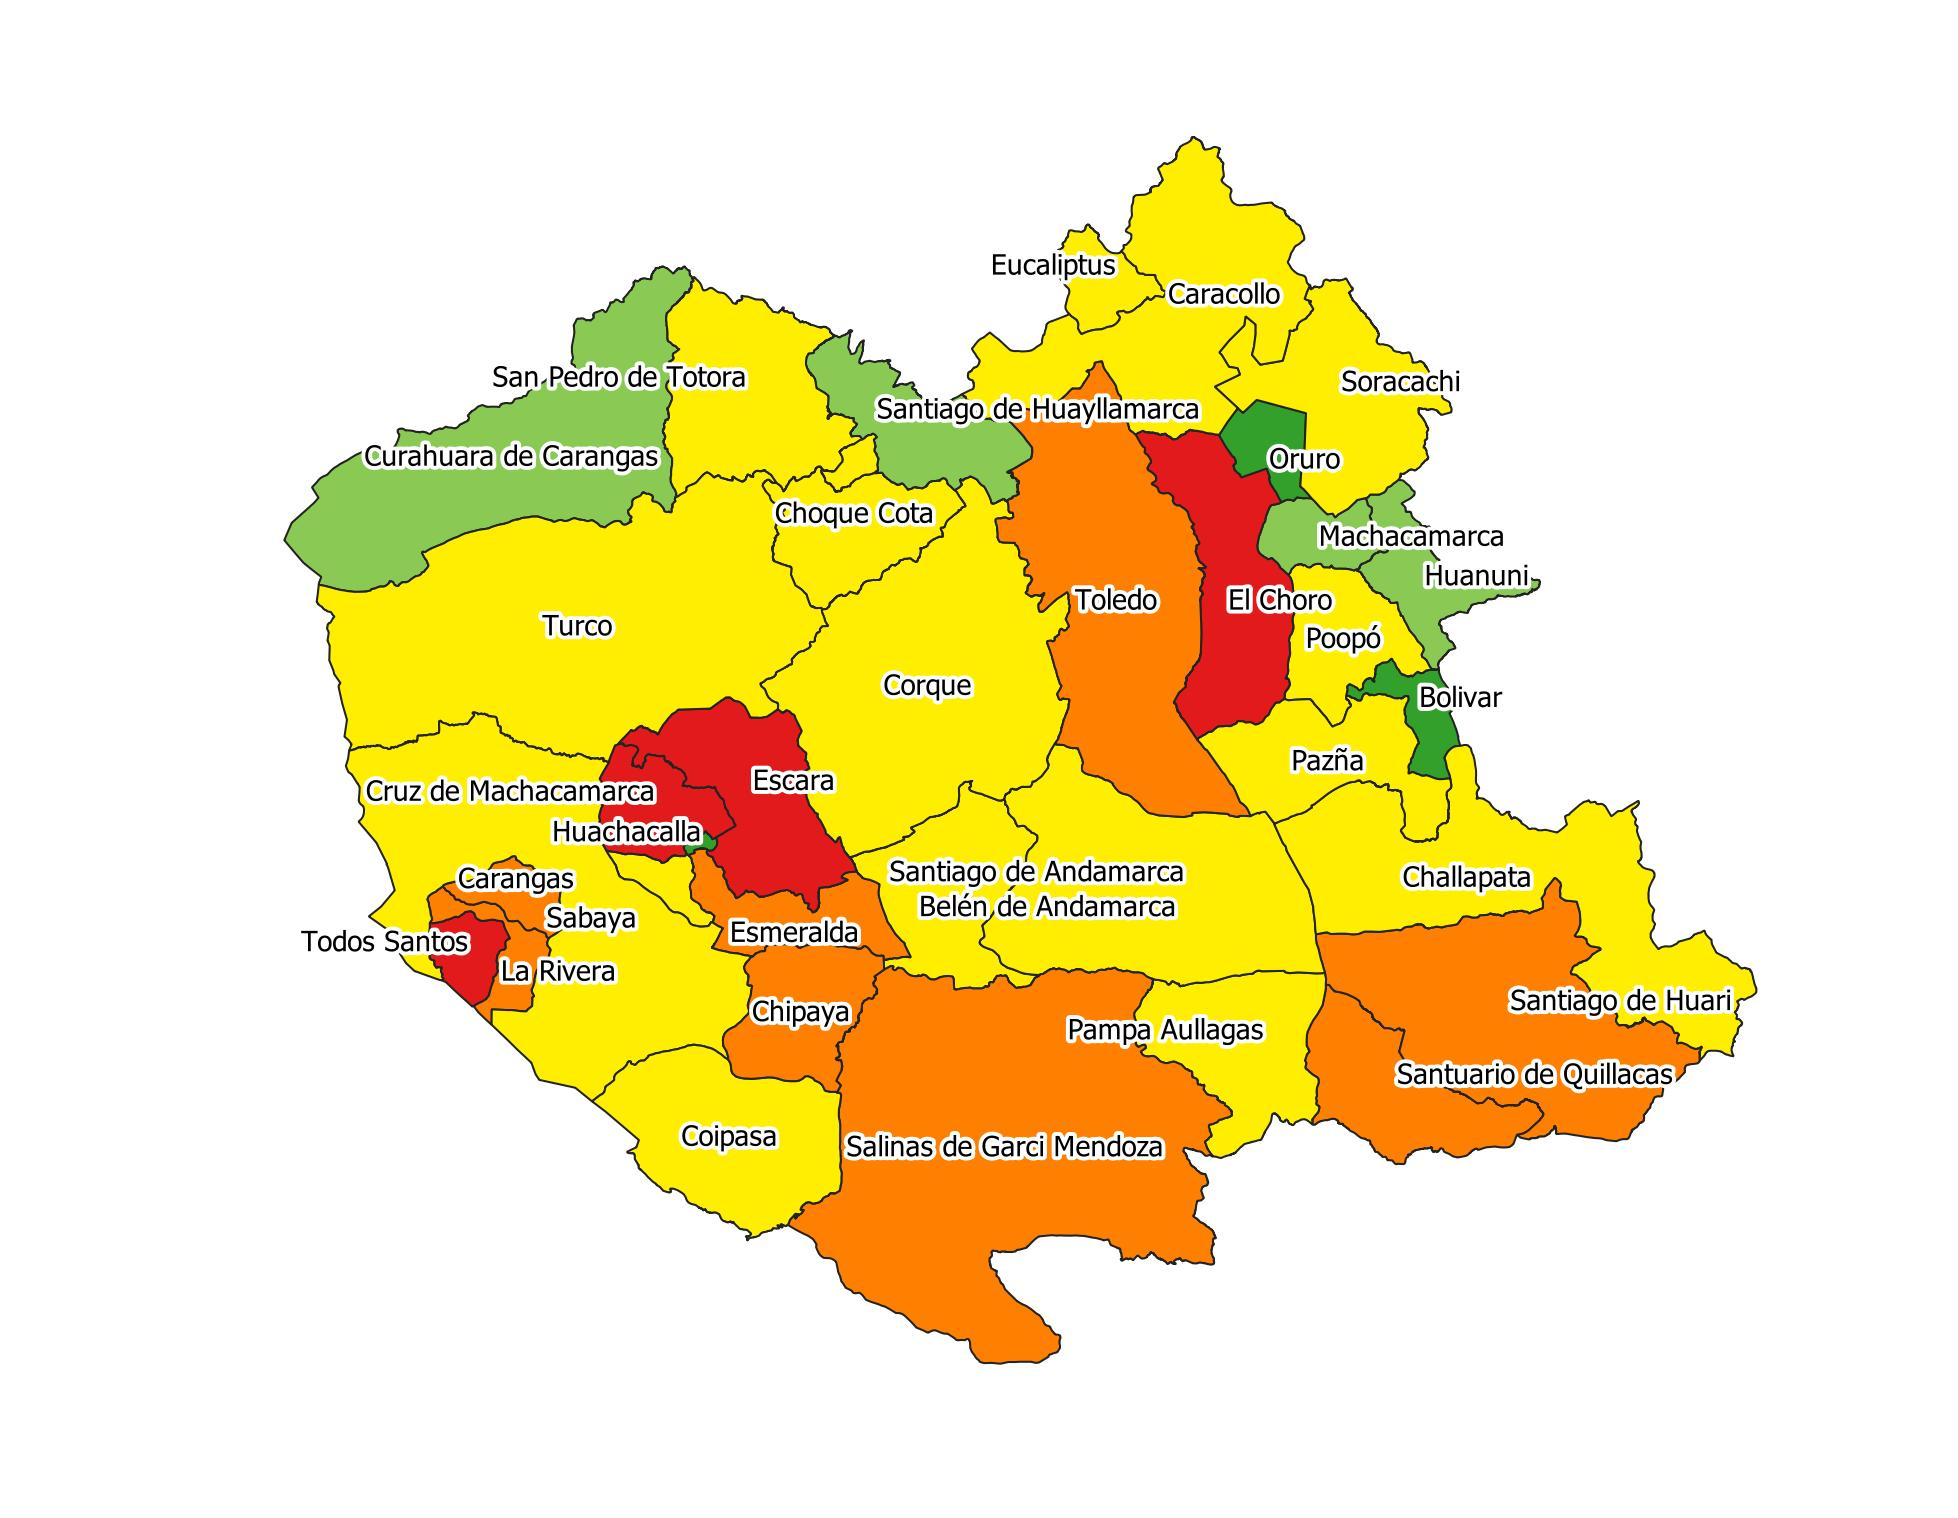 Eucaliptus
Caracollo
San Pedro de Totora
Soracachi
Santiago de Huayllamarca
Curahuara de Carangas
Oruro
Choque Cota
Machacamarca
Huanuni
Toledo
El Choro
Turco
Poopó
Corque
Bolivar
Pazña
Escara
Cruz de Machacamarca
Huachacalla
Santiago de Andamarca
Carangas
Challapata
Belén de Andamarca
Sabaya
Esmeralda
Todos Santos
La Rivera
Santiago de Huari
Chipaya
Pampa Aullagas
Santuario de Quillacas
Coipasa
Salinas de Garci Mendoza